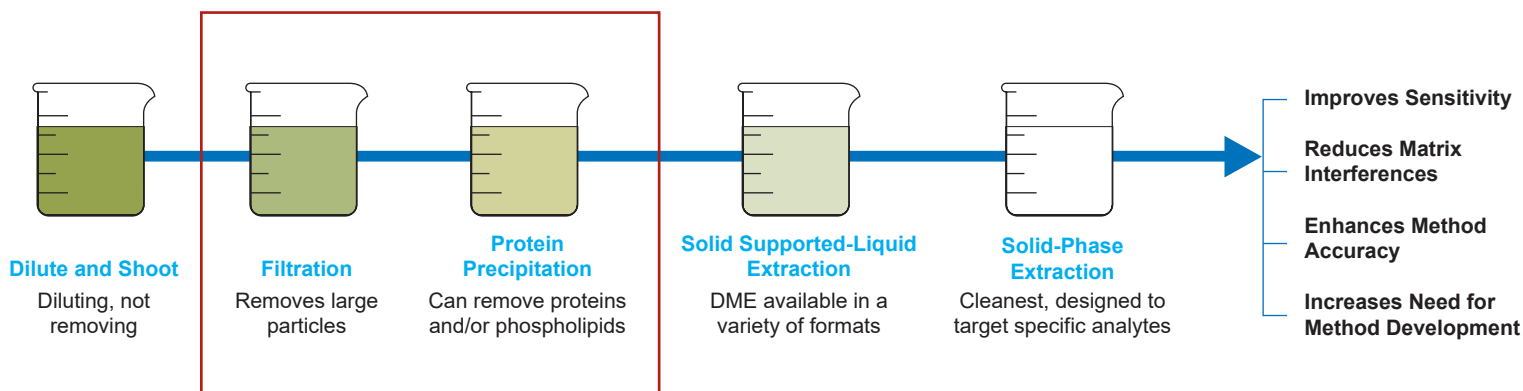 Dilute and Shoot
Diluting, not
removing
Filtration
Removes large
particles
Protein
Precipitation
Can remove proteins
and/or phospholipids
Solid Supported-Liquid
Extraction
DME available in a
variety of formats
Solid-Phase
Extraction
Cleanest, designed to
target specific analytes
Improves Sensitivity
Reduces Matrix
Interferences
Enhances Method
Accuracy
Increases Need for
Method Development